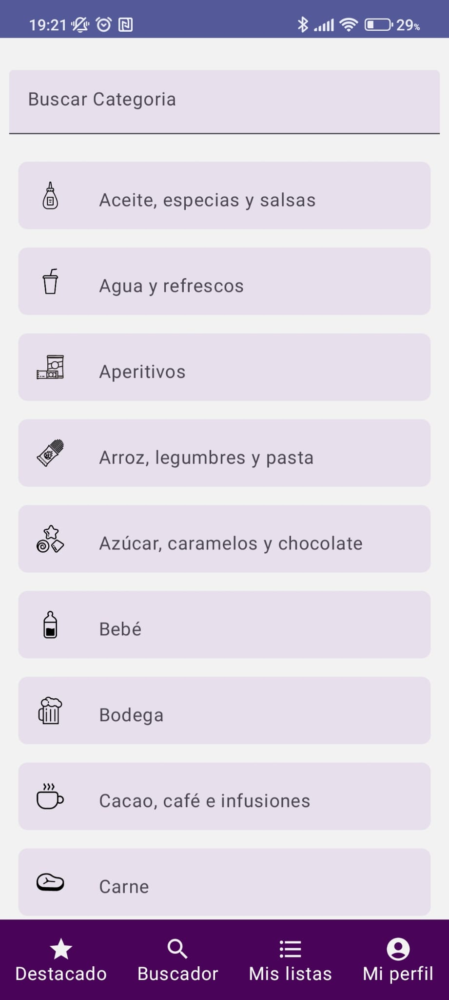 19:21 29%
Buscar Categoria
Aceite, especias y salsas
Agua y refrescos
Aperitivos
Arroz, legumbres y pasta
Azúcar, caramelos y chocolate
Bebé
Bodega
Cacao, café e infusiones
Carne
Destacado Buscador Mis listas Mi perfil